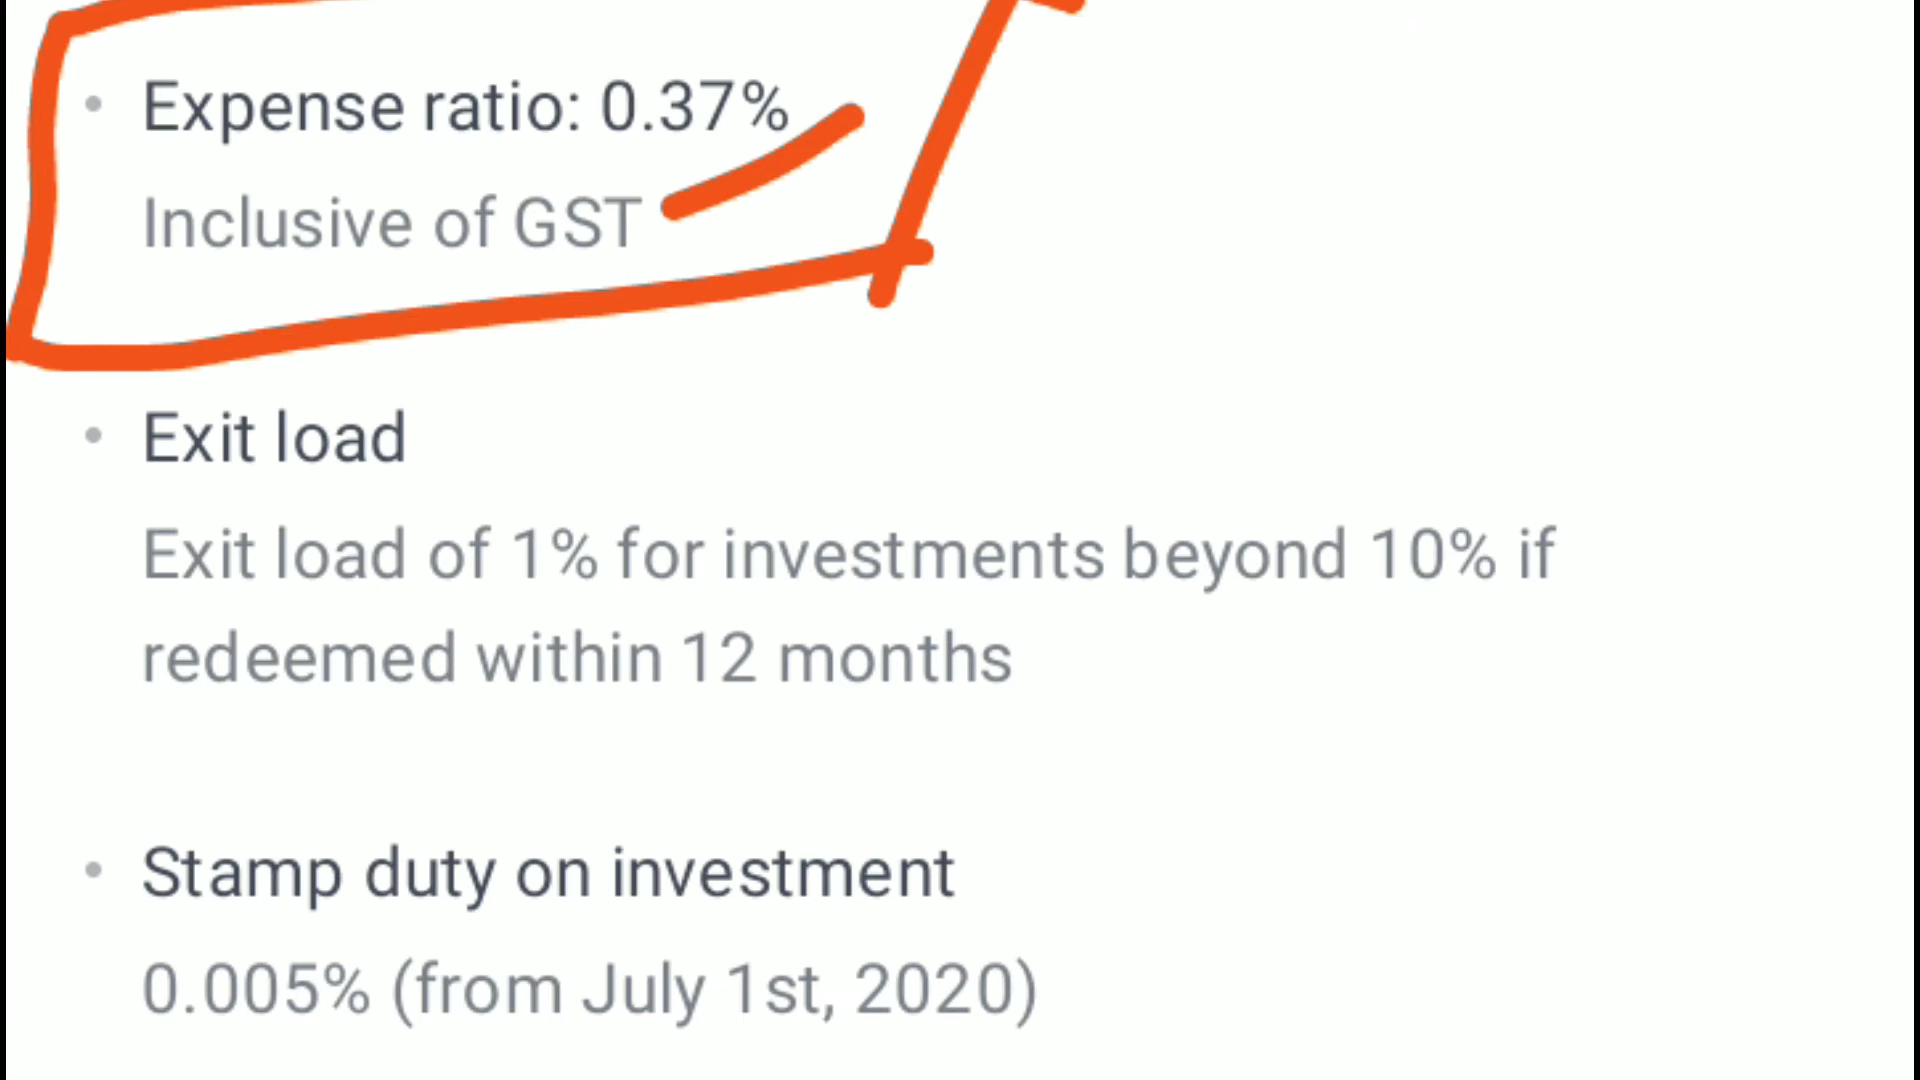 Expense ratio: 0.37%
Inclusive of GST
Exit load
Exit load of 1% for investments beyond 10% if
redeemed within 12 months
Stamp duty on investment
0.005% (from July 1st, 2020)